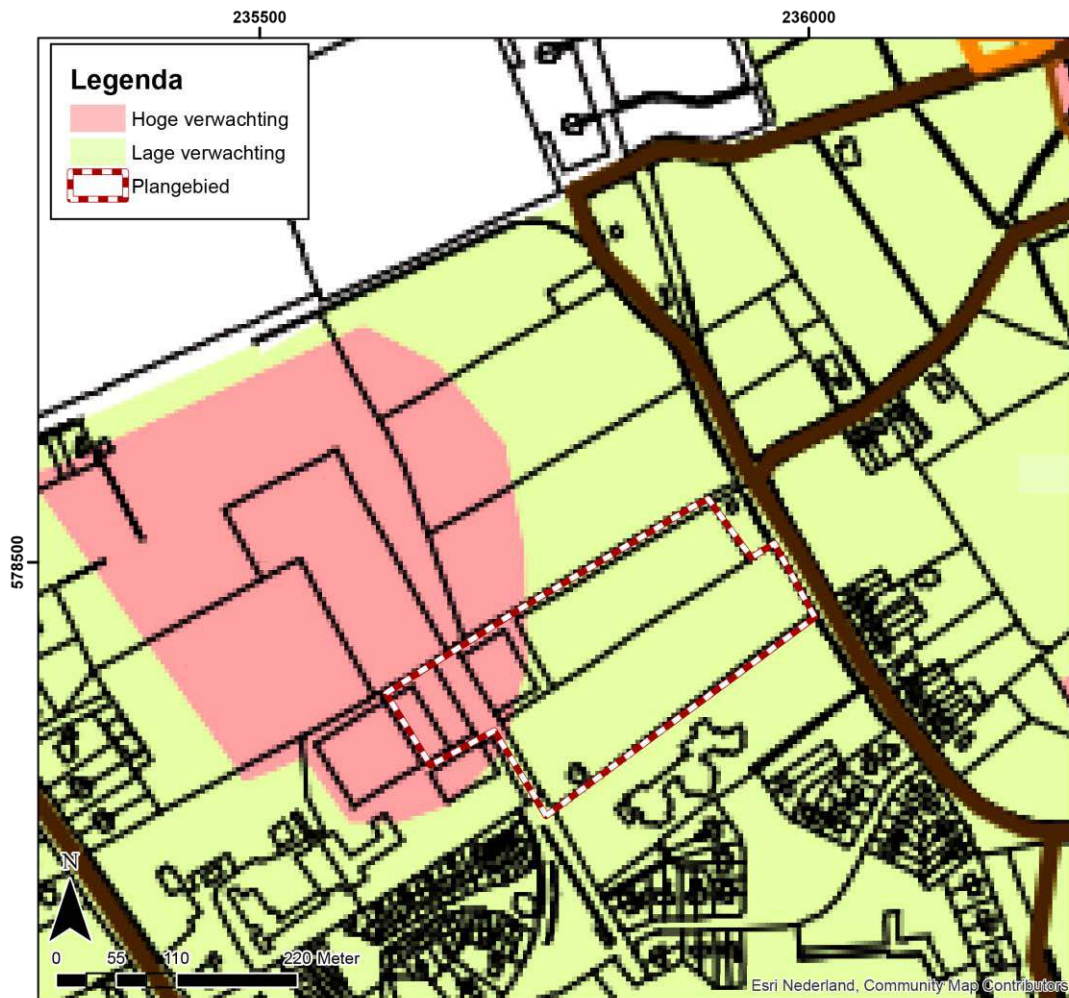 235500
236000
Legenda
Hoge verwachting
Lage verwachting
Plangebied
578500
N
0 55 110 220 Meter
Esri Nederland, Community Map Contributors